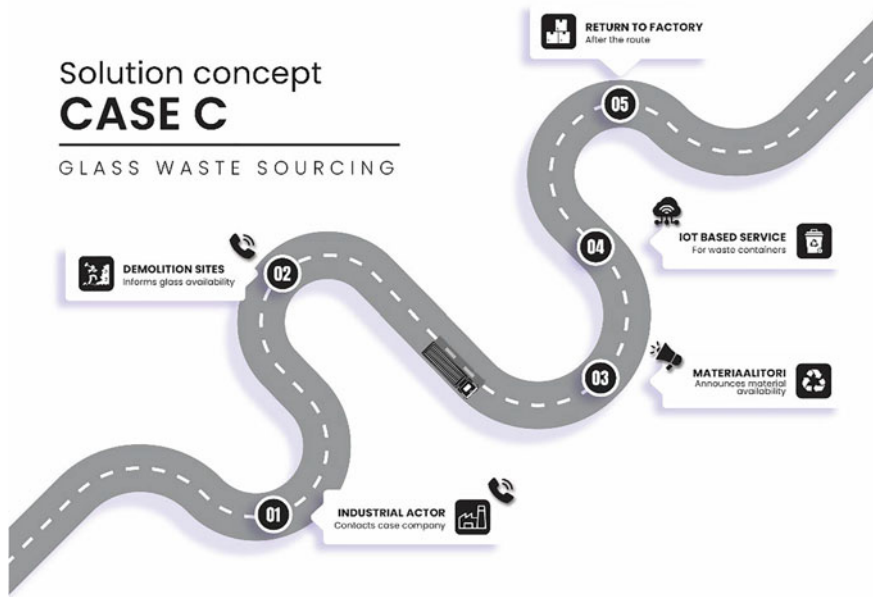 Solution concept
CASE C
GLASS WASTE SOURCING
RETURN TO FACTORY
After the route
05
04
IOT BASED SERVICE
For waste containers
DEMOLITION SITES
Informs glass availability
02
03
MATERIAALITORI
Announces material
availability
01
INDUSTRIAL ACTOR
Contacts case company